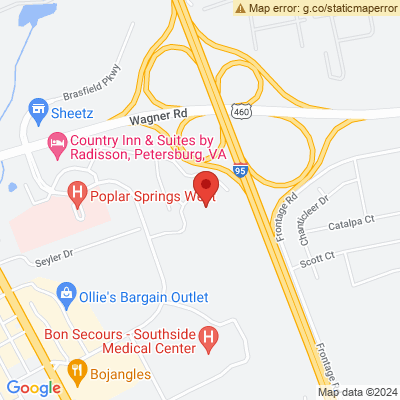 Map error: g.co/staticmaperror
Brasfield Pkwy
Sheetz
Wagner Rd
460
Country Inn & Suites by
Radisson, Petersburg, VA
95
Poplar Springs West
Frontage Rd
Chanticleer Dr
Catalpa Ct
Seyler Dr
Scott Ct
Ollie's Bargain Outlet
Bon Secours - Southside
Medical Center
Frontage R
Bojangles
Google
Map data ©2024